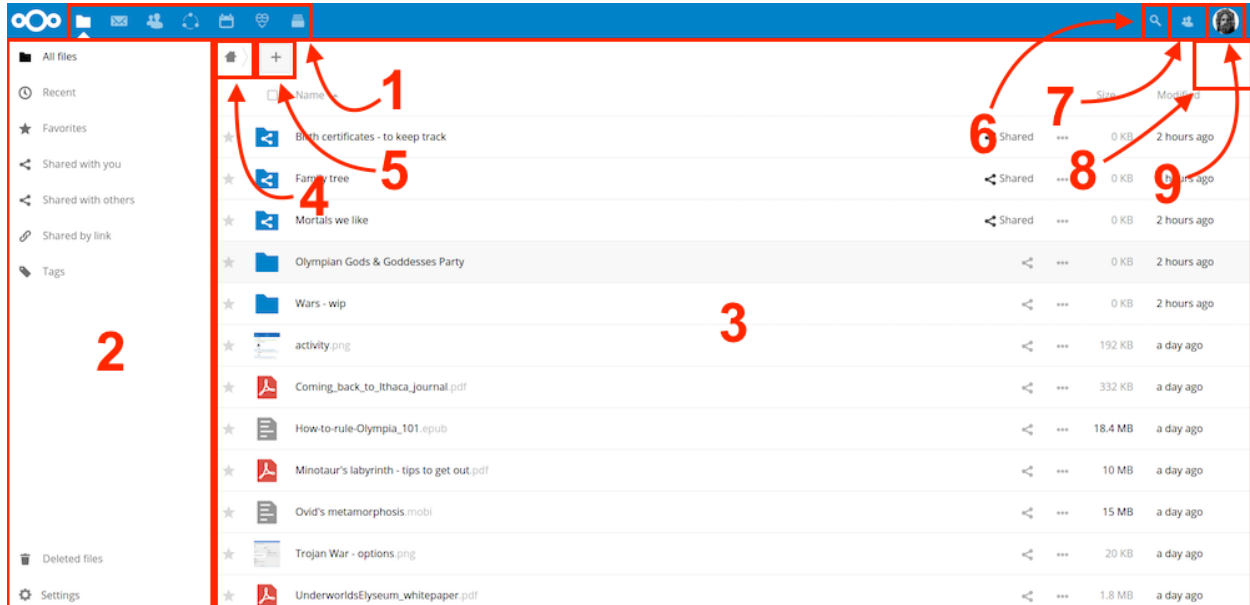 All files
Recent
Favorites
Shared with you
Shared with others
Shared by link
Tags
Deleted files
Settings
1
2
3
4
5
6
7
8
9
Name Size Modified
Birth certificates - to keep track Shared 0 KB 2 hours ago
Family tree Shared 0 KB 2 hours ago
Mortals we like Shared 0 KB 2 hours ago
Olympian Gods & Goddesses Party 0 KB 2 hours ago
Wars - wip 0 KB 2 hours ago
activity.png 192 KB a day ago
Coming_back_to_Ithaca_journal.pdf 332 KB a day ago
How-to-rule-Olympia_101.epub 18.4 MB a day ago
Minotaur's labyrinth - tips to get out.pdf 10 MB a day ago
Ovid's metamorphosis.mobi 15 MB a day ago
Trojan War - options.png 20 KB a day ago
UnderworldsElyseum_whitepaper.pdf 1.8 MB a day ago